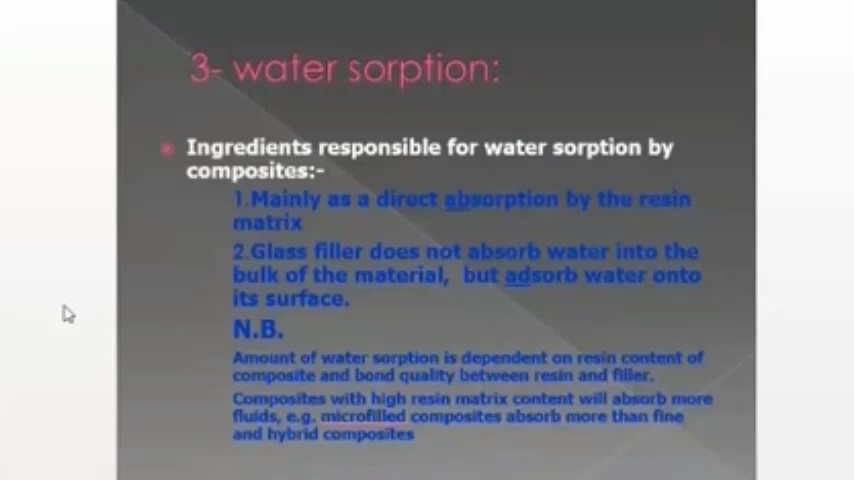 3- water sorption:
Ingredients responsible for water sorption by
composites:-
1.Mainly as a direct absorption by the resin
matrix
2.Glass filler does not absorb water into the
bulk of the material, but adsorb water onto
its surface.
N.B.
Amount of water sorption is dependent on resin content of
composite and bond quality between resin and filler.
Composites with high resin matrix content will absorb more
fluids, e.g. microfilled composites absorb more than fine
and hybrid composites